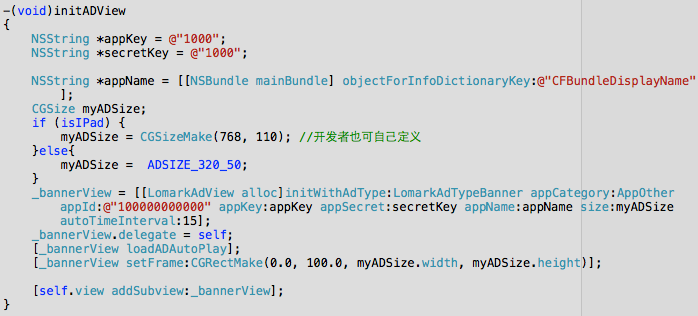 -(void)initADView
{
NSString *appKey = @"1000";
NSString *secretKey = @"1000";
NSString *appName = [[NSBundle mainBundle] objectForInfoDictionaryKey:@"CFBundleDisplayName"
];
CGSize myADSize;
if (isIPad) {
myADSize = CGSizeMake(768, 110); //开发者也可自己定义
}else{
myADSize =  ADSIZE_320_50;
}
_bannerView = [[LomarkAdView alloc]initWithAdType:LomarkAdTypeBanner appCategory:AppOther
appId:@"100000000000" appKey:appKey appSecret:secretKey appName:appName size:myADSize
autoTimeInterval:15];
_bannerView.delegate = self;
[_bannerView loadADAutoPlay];
[_bannerView setFrame:CGRectMake(0.0, 100.0, myADSize.width, myADSize.height)];
[self.view addSubview:_bannerView];
}